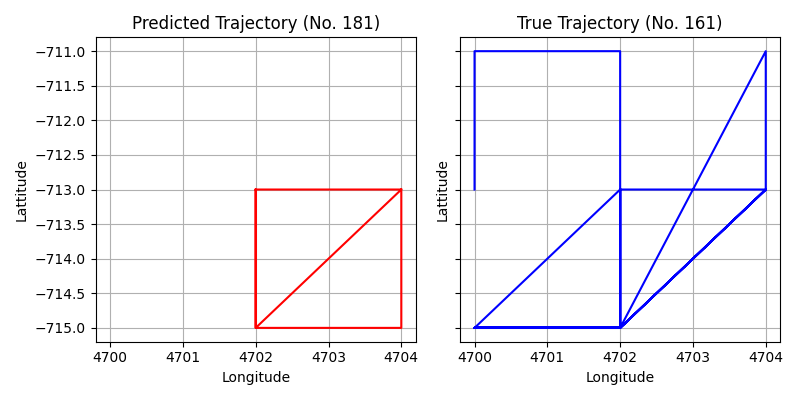 Predicted Trajectory (No. 181)
True Trajectory (No. 161)
−711.0
−711.5
−712.0
−712.5
−713.0
−713.5
−714.0
−714.5
−715.0
Lattitude
Lattitude
4700 4701 4702 4703 4704
4700 4701 4702 4703 4704
Longitude
Longitude